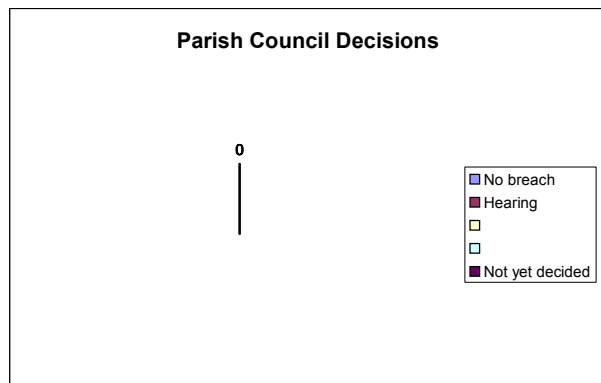 Parish Council Decisions
0
No breach
Hearing
Not yet decided